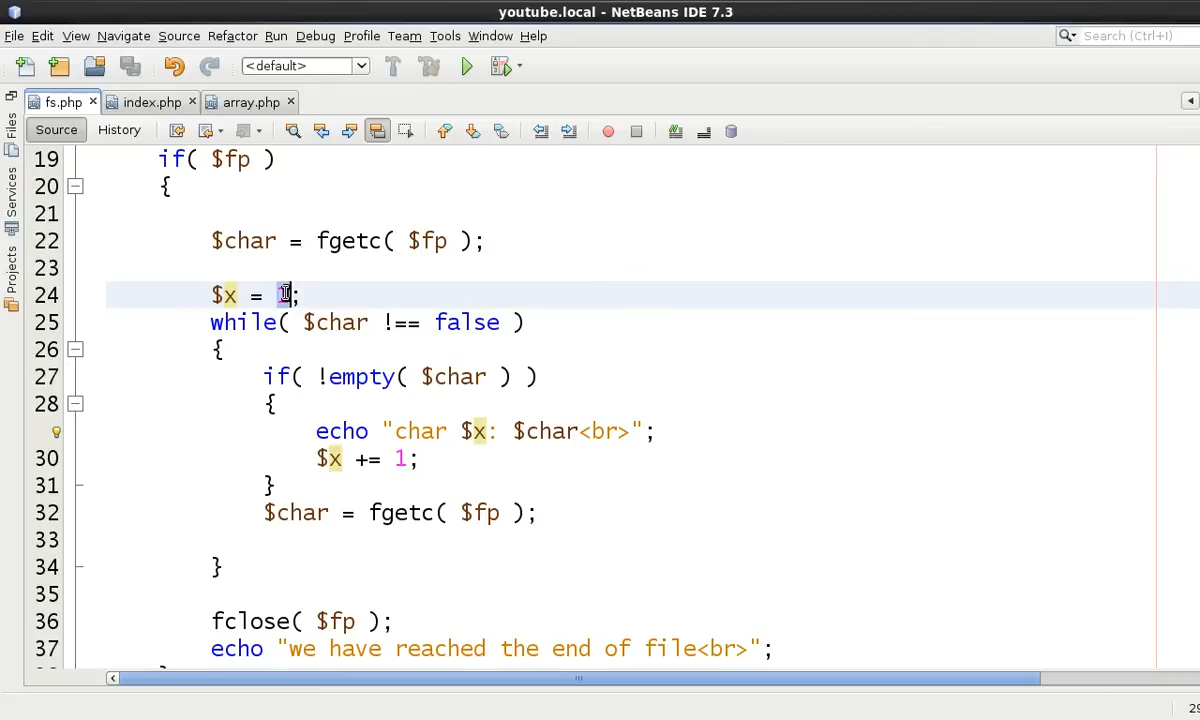 youtube.local - NetBeans IDE 7.3
File Edit View Navigate Source Refactor Run Debug Profile Team Tools Window Help
Search (Ctrl+I)
<default>
fs.php index.php array.php
Source History
Files
Services
Projects
19 if( $fp )
20 {
21
22 $char = fgetc( $fp );
23
24 $x = 1;
25 while( $char !== false )
26 {
27 if( !empty( $char ) )
28 {
echo "char $x: $char<br>";
30 $x += 1;
31 }
32 $char = fgetc( $fp );
33
34 }
35
36 fclose( $fp );
37 echo "we have reached the end of file<br>";